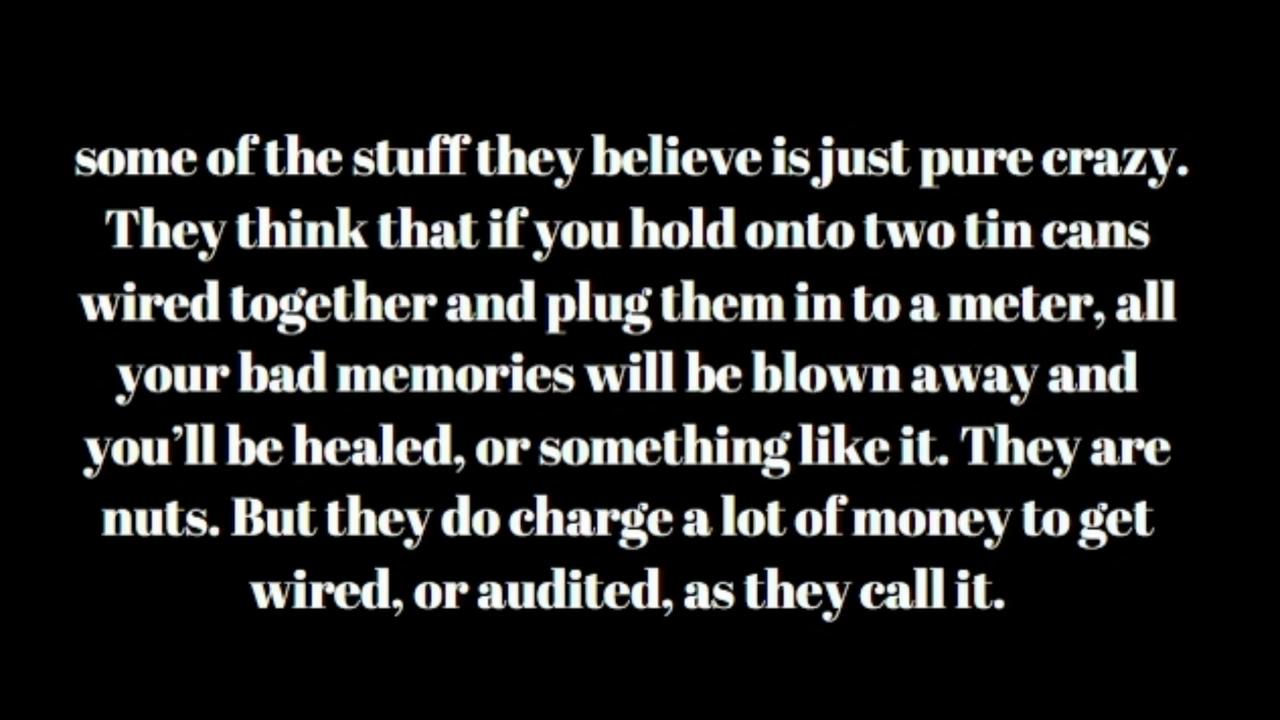 some of the stuff they believe is just pure crazy.
They think that if you hold onto two tin cans
wired together and plug them in to a meter, all
your bad memories will be blown away and
you’ll be healed, or something like it. They are
nuts. But they do charge a lot of money to get
wired, or audited, as they call it.